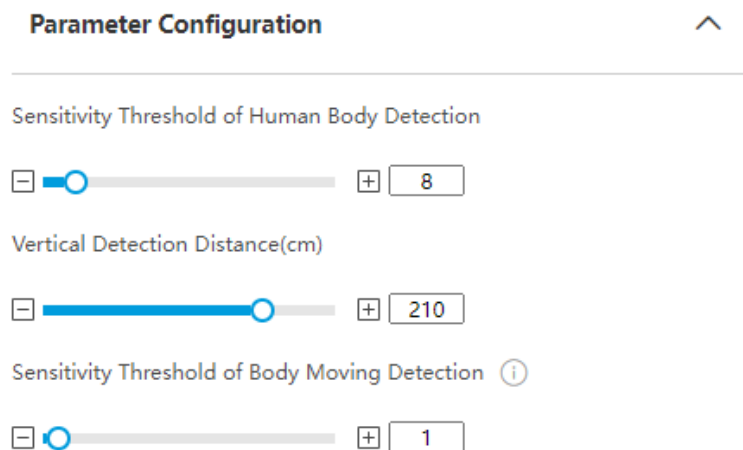 Parameter Configuration
Sensitivity Threshold of Human Body Detection
8
Vertical Detection Distance(cm)
210
Sensitivity Threshold of Body Moving Detection
1